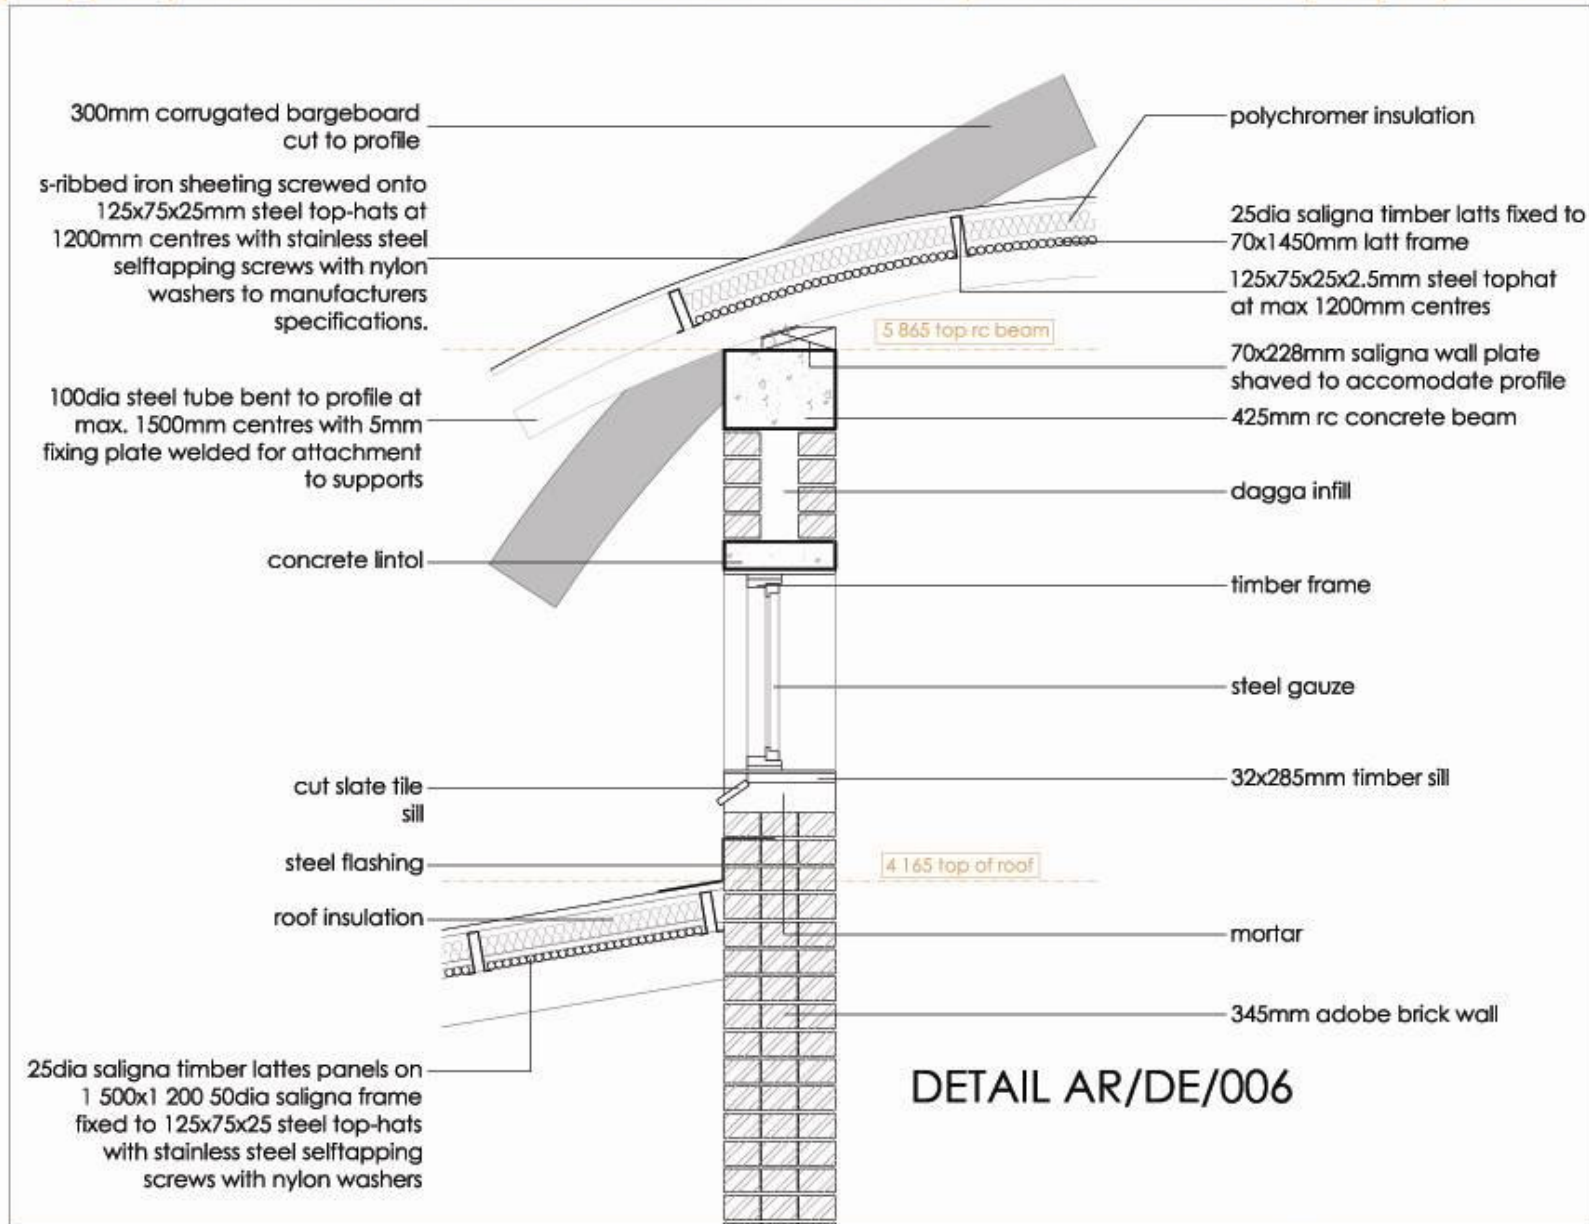 300mm corrugated bargeboard
cut to profile
s-ribbed iron sheeting screwed onto
125x75x25mm steel top-hats at
1200mm centres with stainless steel
selftapping screws with nylon
washers to manufacturers
specifications.
100dia steel tube bent to profile at
max. 1500mm centres with 5mm
fixing plate welded for attachment
to supports
concrete lintol
cut slate tile
sill
steel flashing
roof insulation
25dia saligna timber lattes panels on
1 500x1 200 50dia saligna frame
fixed to 125x75x25 steel top-hats
with stainless steel selftapping
screws with nylon washers
5 865 top rc beam
4 165 top of roof
polychromer insulation
25dia saligna timber latts fixed to
70x1450mm latt frame
125x75x25x2.5mm steel tophat
at max 1200mm centres
70x228mm saligna wall plate
shaved to accomodate profile
425mm rc concrete beam
dagga infill
timber frame
steel gauze
32x285mm timber sill
mortar
345mm adobe brick wall
DETAIL AR/DE/006